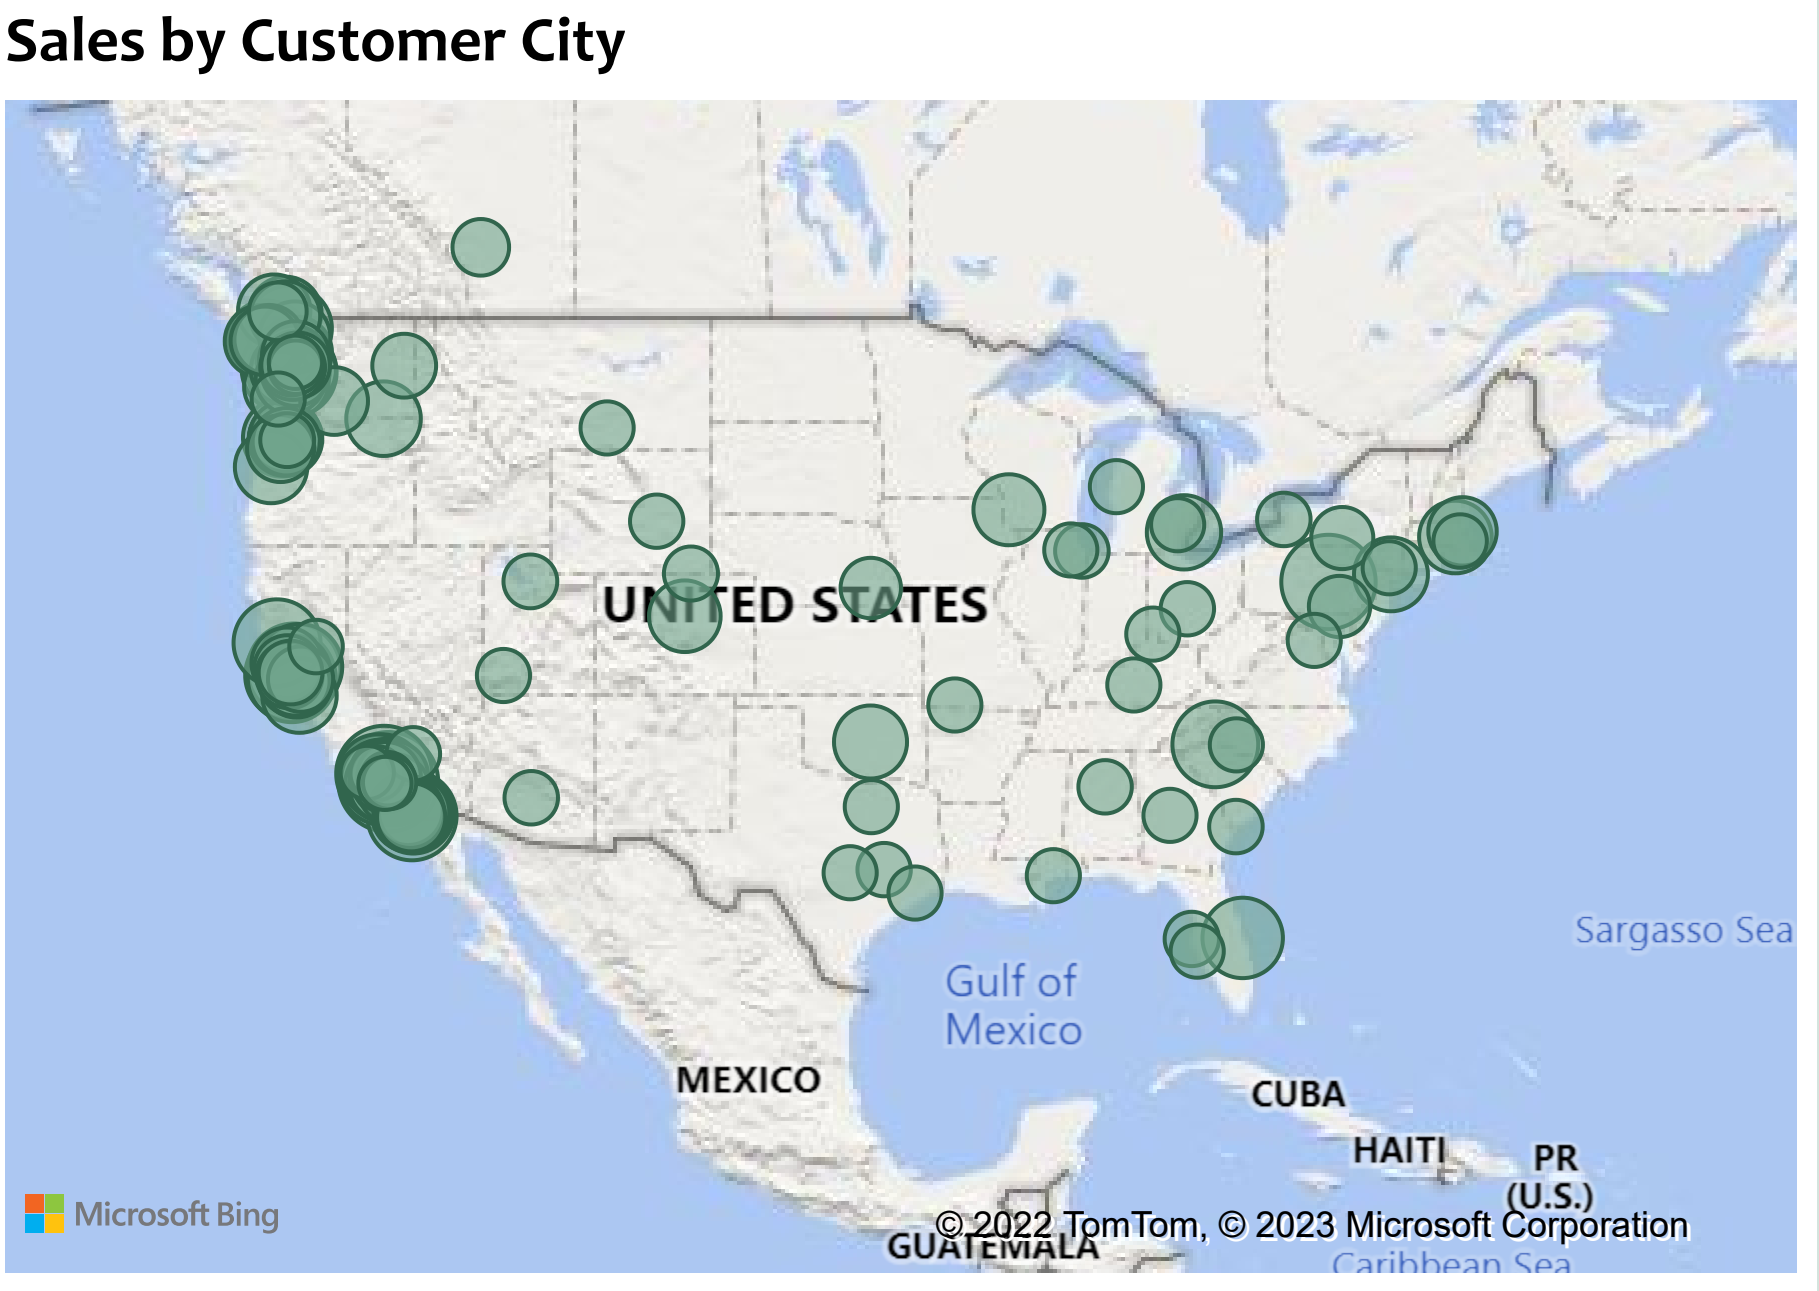 Sales by Customer City
UNITED STATES
Sargasso Sea
Gulf of
Mexico
MEXICO
CUBA
HAITI
PR
(U.S.)
Microsoft Bing
© 2022 TomTom, © 2023 Microsoft Corporation
GUATEMALA
Caribbean Sea